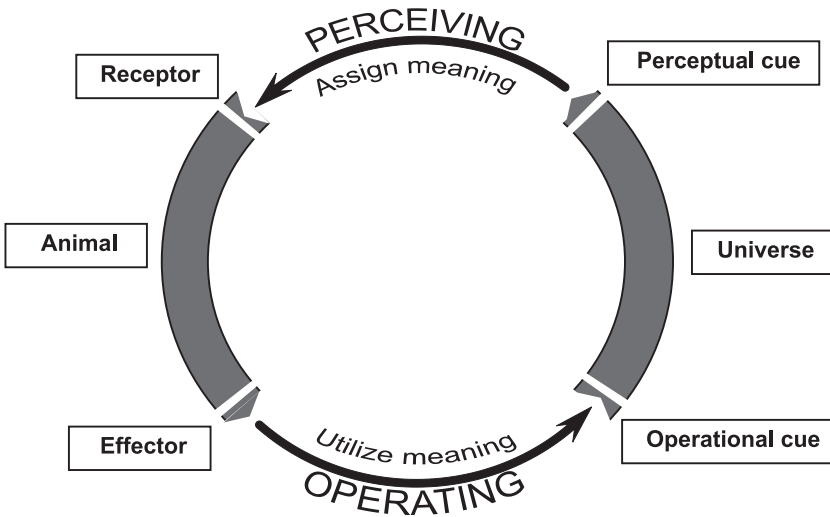 PERCEIVING
Assign meaning
Receptor
Perceptual cue
Animal
Universe
Effector
Operational cue
Utilize meaning
OPERATING